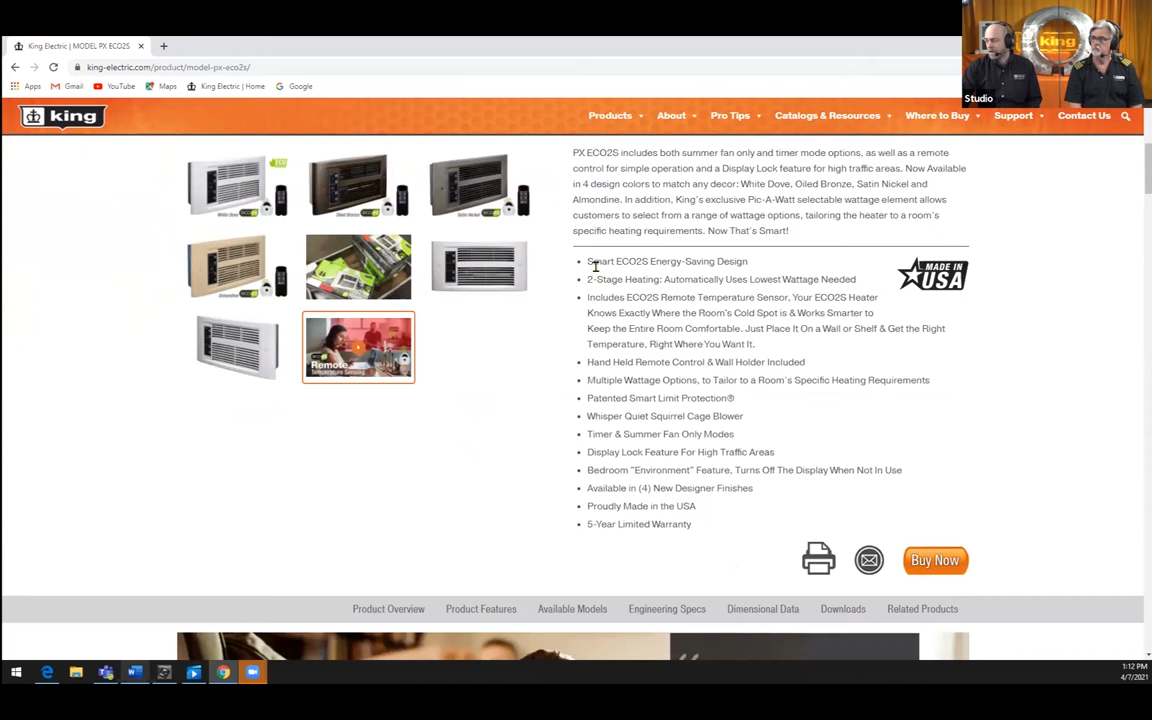 King Electric | MODEL PX ECO2S
king-electric.com/product/model-px-eco2s/
Apps Gmail YouTube Maps King Electric | Home Google
king
Studio
king
Products About Pro Tips Catalogs & Resources Where to Buy Support Contact Us
PX ECO2S includes both summer fan only and timer mode options, as well as a remote
control for simple operation and a Display Lock feature for high traffic areas. Now Available
in 4 design colors to match any decor: White Dove, Oiled Bronze, Satin Nickel and
Almondine. In addition, King's exclusive Pic-A-Watt selectable wattage element allows
customers to select from a range of wattage options, tailoring the heater to a room's
specific heating requirements. Now That's Smart!
• Smart ECO2S Energy-Saving Design
• 2-Stage Heating: Automatically Uses Lowest Wattage Needed
• Includes ECO2S Remote Temperature Sensor, Your ECO2S Heater
Knows Exactly Where the Room's Cold Spot is & Works Smarter to
Keep the Entire Room Comfortable. Just Place It On a Wall or Shelf & Get the Right
Temperature, Right Where You Want It.
• Hand Held Remote Control & Wall Holder Included
• Multiple Wattage Options, to Tailor to a Room's Specific Heating Requirements
• Patented Smart Limit Protection®
• Whisper Quiet Squirrel Cage Blower
• Timer & Summer Fan Only Modes
• Display Lock Feature For High Traffic Areas
• Bedroom "Environment" Feature, Turns Off The Display When Not In Use
• Available in (4) New Designer Finishes
• Proudly Made in the USA
• 5-Year Limited Warranty
MADE IN
USA
Remote
Temperature Sensing
Buy Now
Product Overview Product Features Available Models Engineering Specs Dimensional Data Downloads Related Products
1:12 PM
4/7/2021